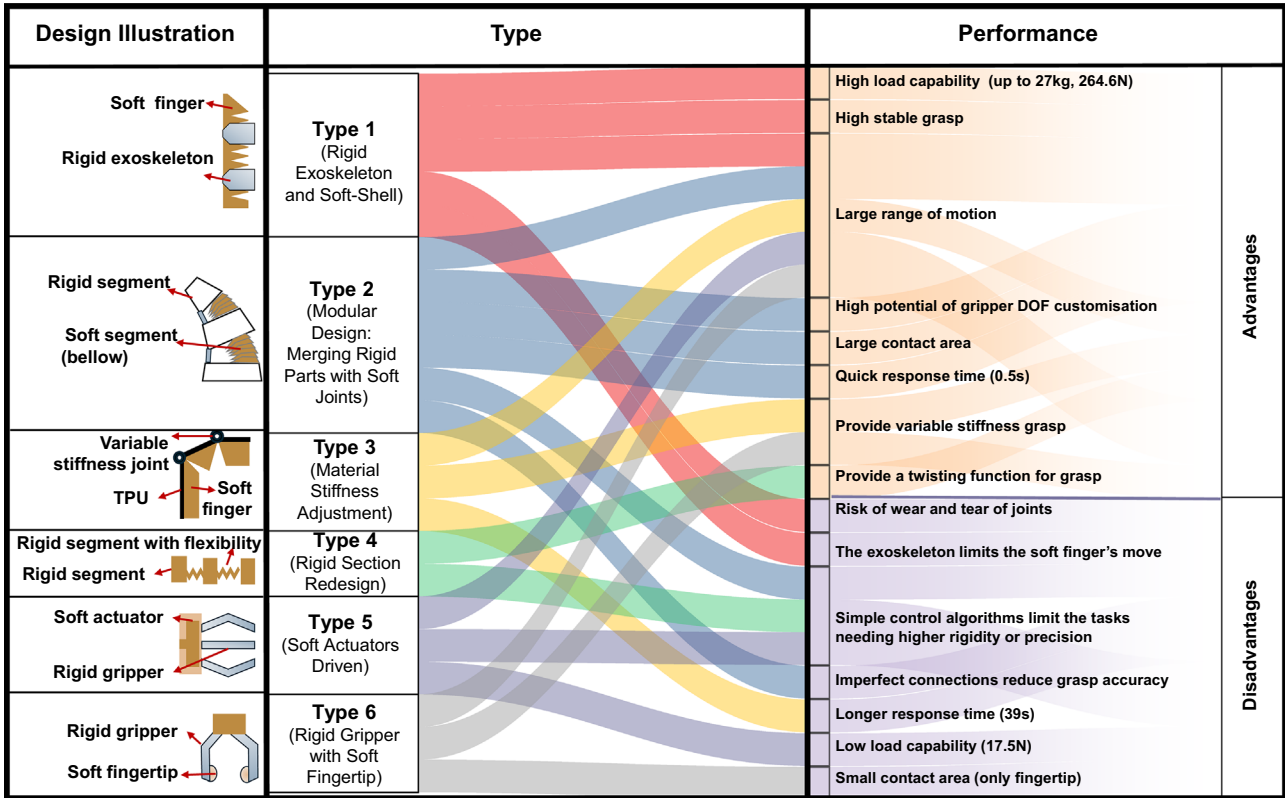 Design Illustration
Type
Performance
Soft finger
Rigid exoskeleton
Type 1
(Rigid
Exoskeleton
and Soft-Shell)
Rigid segment
Soft segment
(bellow)
Type 2
(Modular
Design:
Merging Rigid
Parts with Soft
Joints)
Variable
stiffness joint
TPU
Soft
finger
Type 3
(Material
Stiffness
Adjustment)
Rigid segment with flexibility
Rigid segment
Type 4
(Rigid Section
Redesign)
Soft actuator
Rigid gripper
Type 5
(Soft Actuators
Driven)
Rigid gripper
Soft fingertip
Type 6
(Rigid Gripper
with Soft
Fingertip)
High load capability (up to 27kg, 264.6N)
High stable grasp
Large range of motion
High potential of gripper DOF customisation
Large contact area
Quick response time (0.5s)
Provide variable stiffness grasp
Provide a twisting function for grasp
Risk of wear and tear of joints
The exoskeleton limits the soft finger's move
Simple control algorithms limit the tasks
needing higher rigidity or precision
Imperfect connections reduce grasp accuracy
Longer response time (39s)
Low load capability (17.5N)
Small contact area (only fingertip)
Advantages
Disadvantages